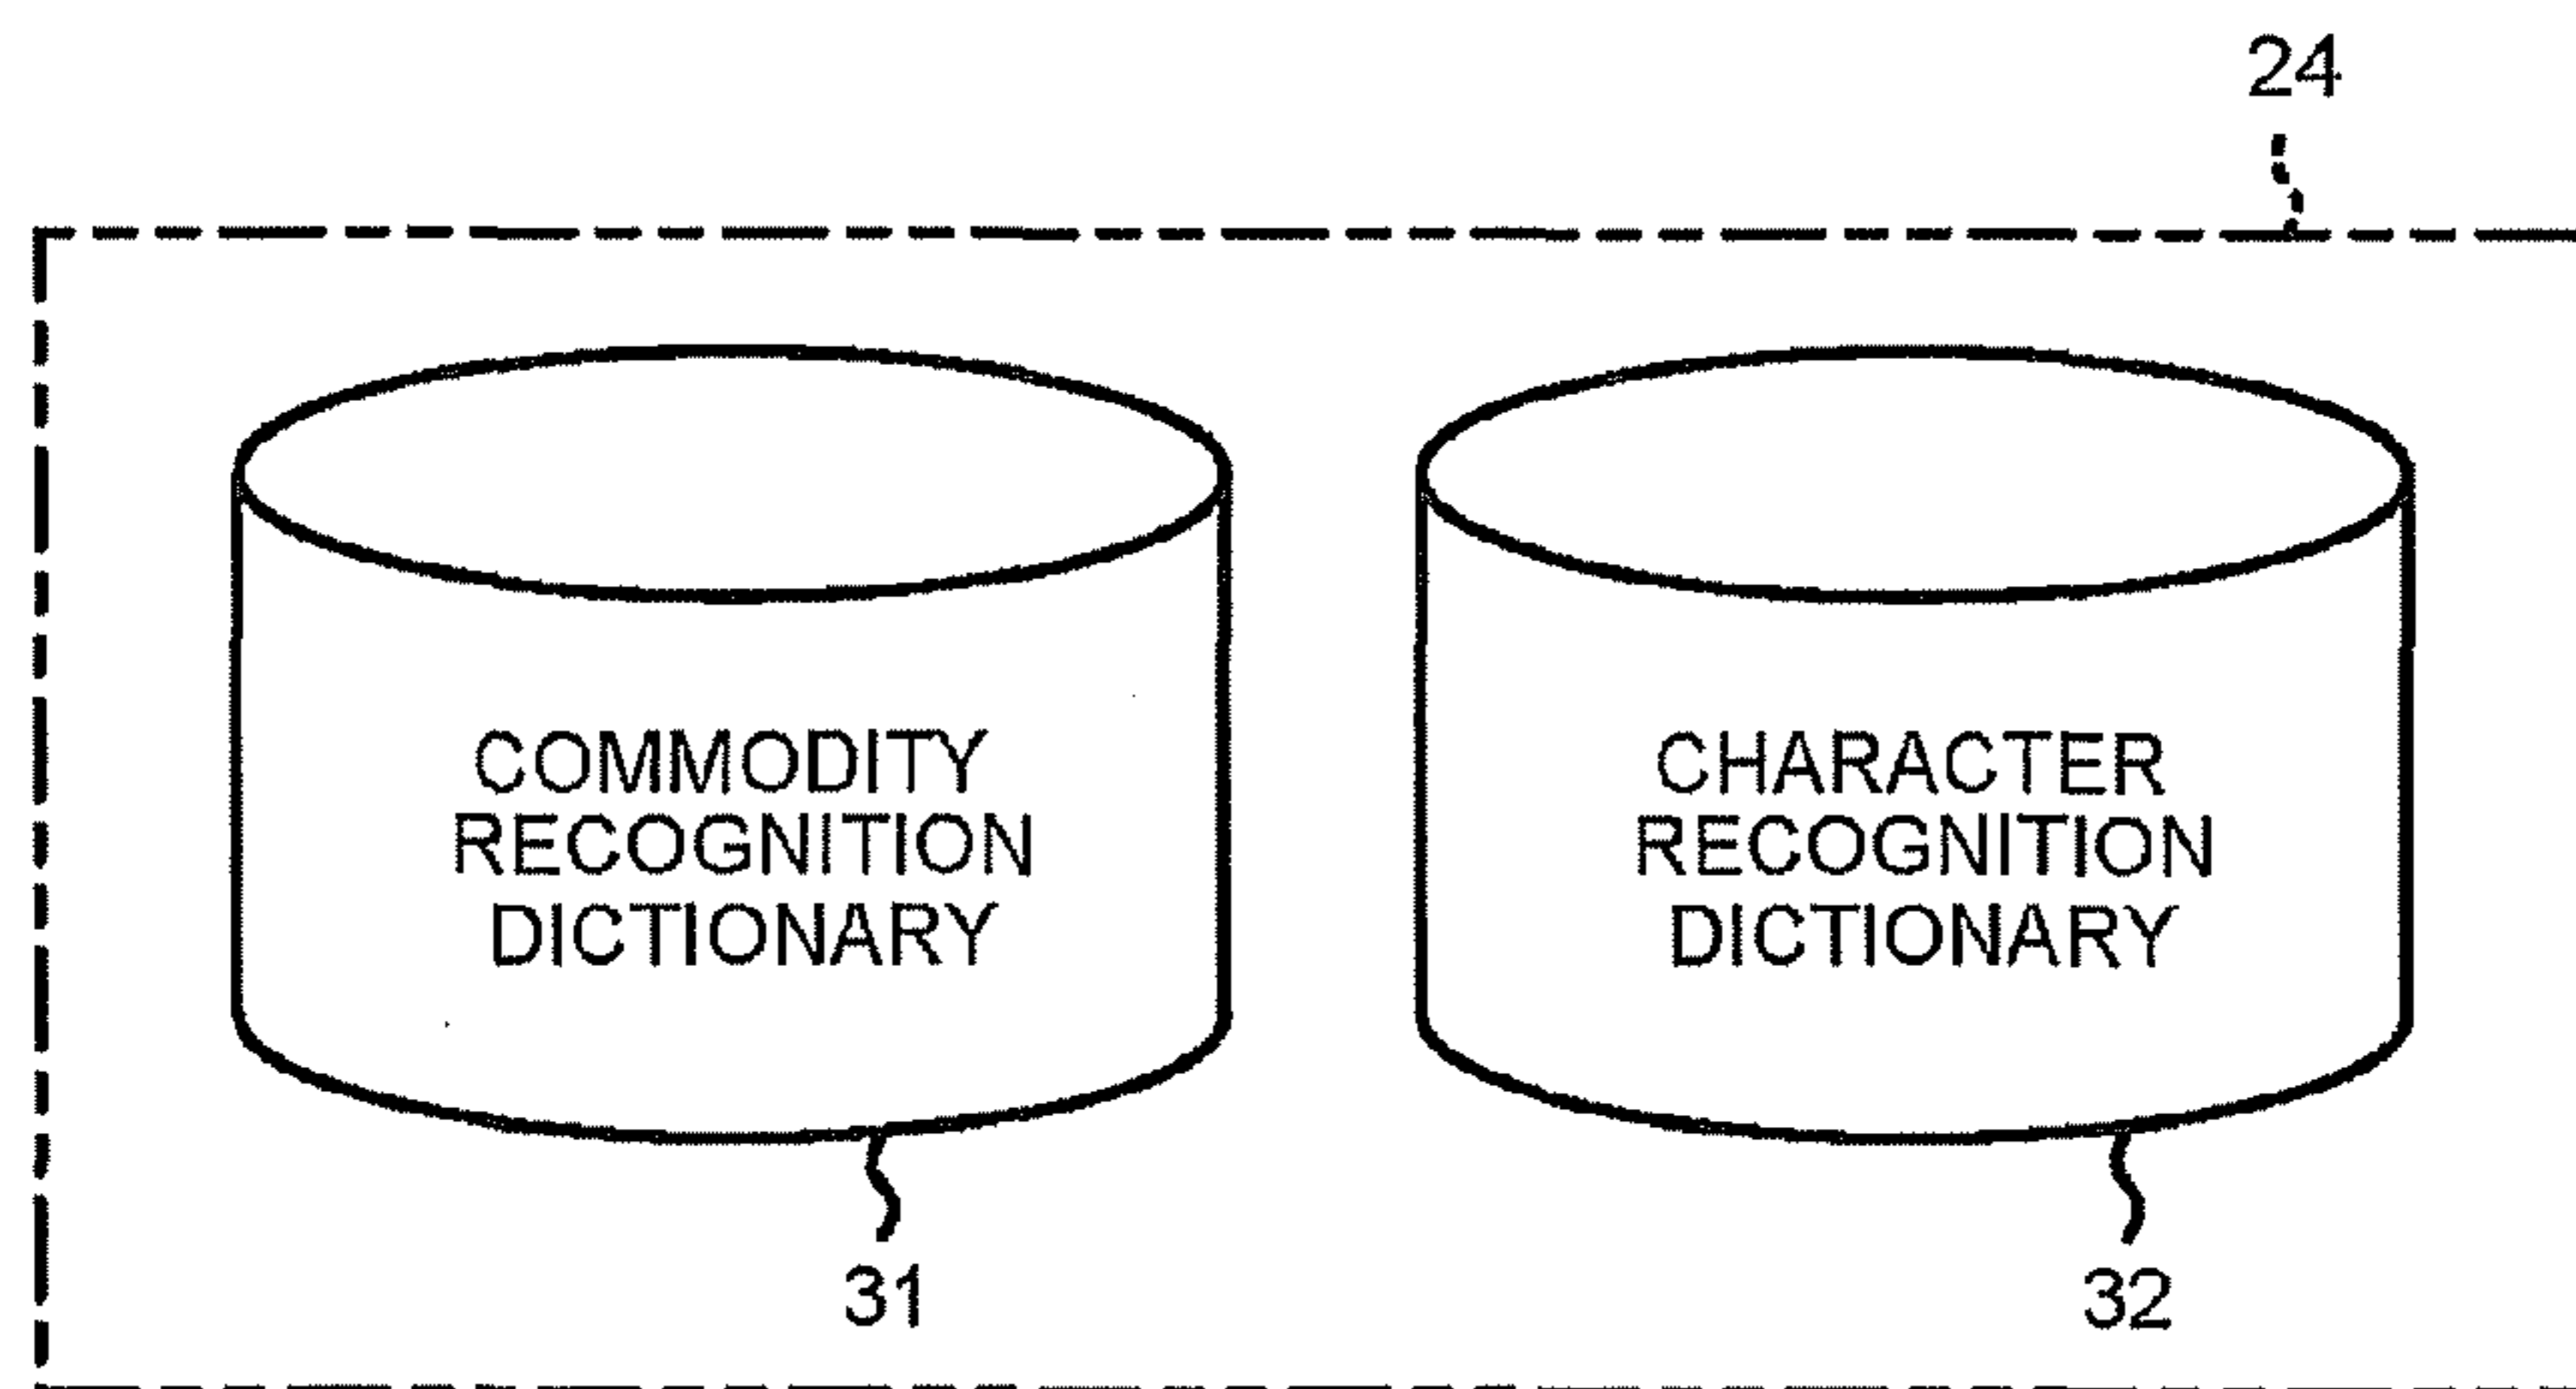 24
COMMODITY
RECOGNITION
DICTIONARY
CHARACTER
RECOGNITION
DICTIONARY
31
32